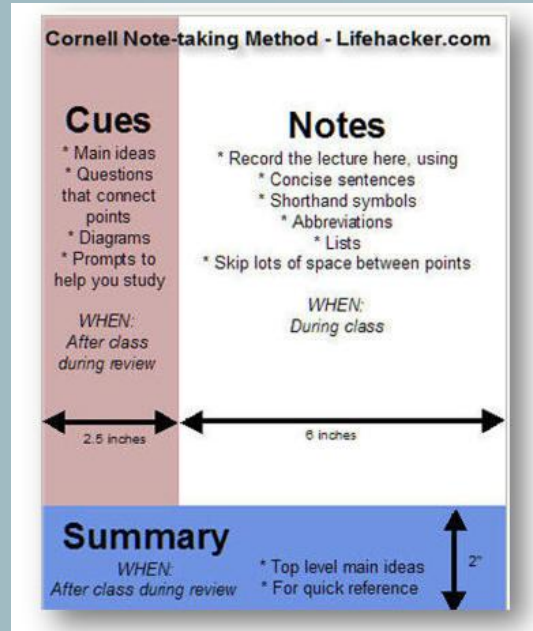 Cornell Note-taking Method - Lifehacker.com
Cues
* Main ideas
* Questions
that connect
points
* Diagrams
* Prompts to
help you study
WHEN:
After class
during review
2.5 inches
Notes
* Record the lecture here, using
* Concise sentences
* Shorthand symbols
* Abbreviations
* Lists
* Skip lots of space between points
WHEN:
During class
6 inches
Summary
WHEN:
After class during review
* Top level main ideas
* For quick reference
2"